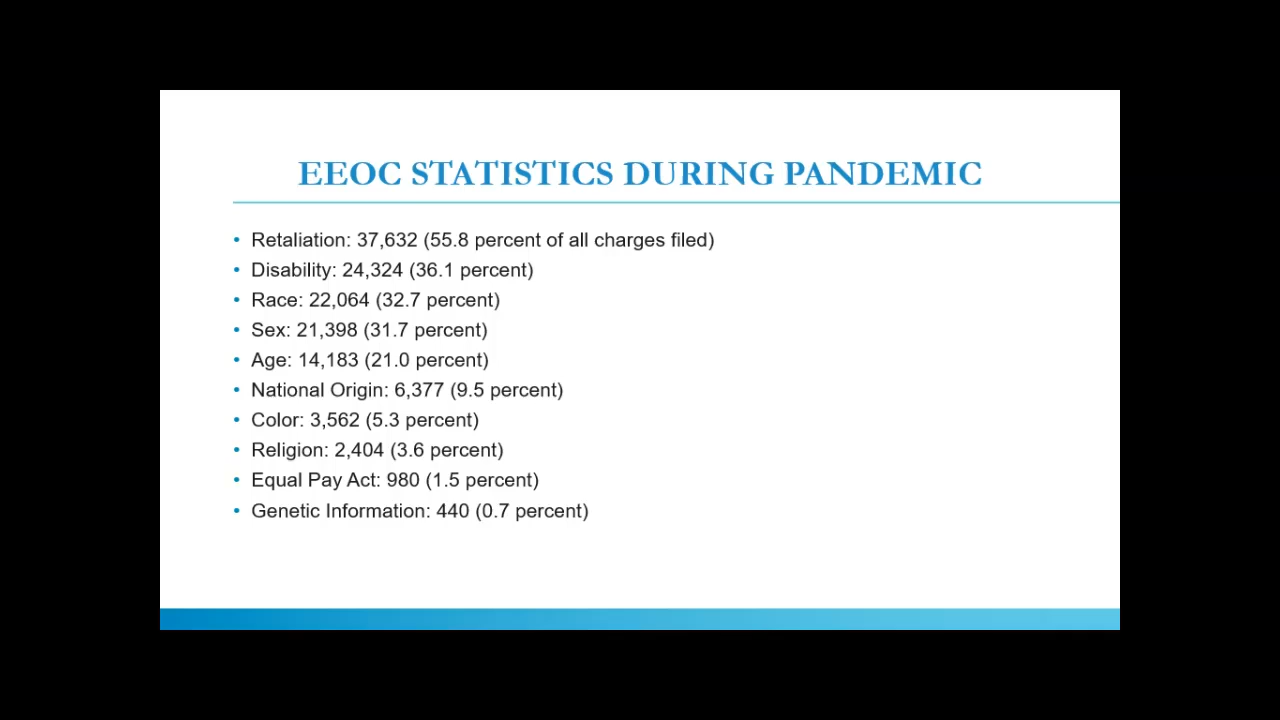 EEOC STATISTICS DURING PANDEMIC
• Retaliation: 37,632 (55.8 percent of all charges filed)
• Disability: 24,324 (36.1 percent)
• Race: 22,064 (32.7 percent)
• Sex: 21,398 (31.7 percent)
• Age: 14,183 (21.0 percent)
• National Origin: 6,377 (9.5 percent)
• Color: 3,562 (5.3 percent)
• Religion: 2,404 (3.6 percent)
• Equal Pay Act: 980 (1.5 percent)
• Genetic Information: 440 (0.7 percent)